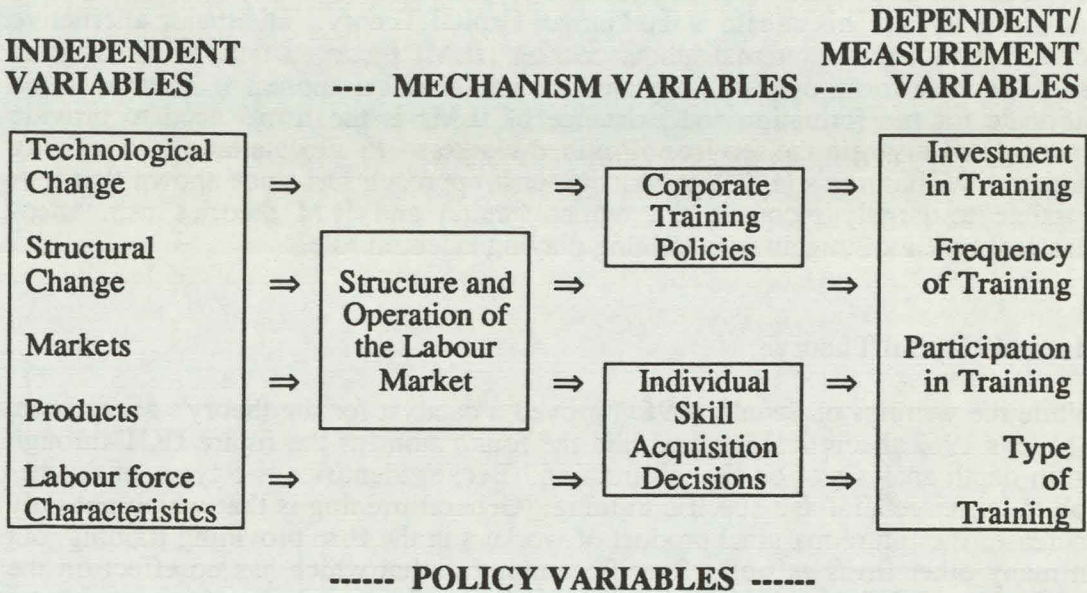 INDEPENDENT
VARIABLES
---- MECHANISM VARIABLES ----
DEPENDENT/
MEASUREMENT
VARIABLES
Technological
Change
Structural
Change
Markets
Products
Labour force
Characteristics
⇒
⇒
⇒
⇒
Structure and
Operation of
the Labour
Market
⇒
⇒
⇒
⇒
Corporate
Training
Policies
Individual
Skill
Acquisition
Decisions
⇒
⇒
⇒
⇒
Investment
in Training
Frequency
of Training
Participation
in Training
Type
of
Training
------ POLICY VARIABLES ------